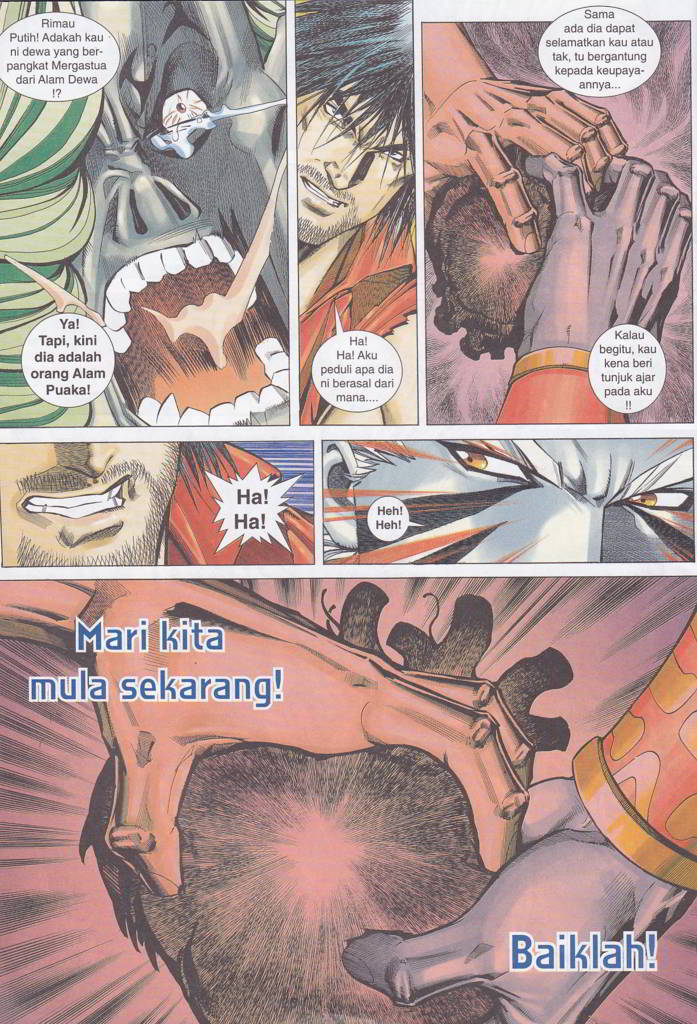 Rimau
Putih! Adakah kau
ni dewa yang ber-
pangkat Mergastua
dari Alam Dewa
!?
Ya!
Tapi, kini
dia adalah
orang Alam
Puaka!
Ha!
Ha! Aku
peduli apa dia
ni berasal dari
mana....
Sama
ada dia dapat
selamatkan kau atau
tak, tu bergantung
kepada keupaya-
annya...
Kalau
begitu, kau
kena beri
tunjuk ajar
pada aku
!!
Ha!
Ha!
Heh!
Heh!
Mari kita
mula sekarang!
Baiklah!